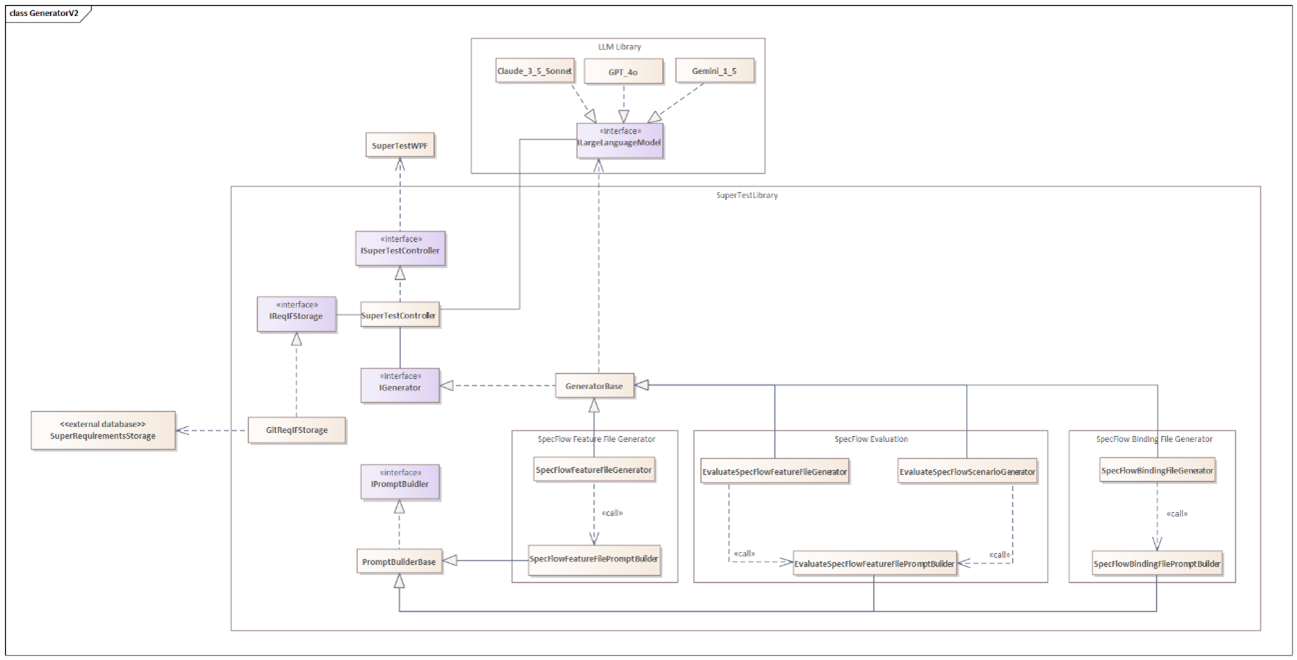 class GeneratorV2
LLM Library
Claude_3_5_Sonnet
GPT_4o
Gemini_1_5
«interface»
ILargeLanguageModel
SuperTestWPF
SuperTestLibrary
«interface»
ISuperTestController
«interface»
IReqIFStorage
SuperTestController
«interface»
IGenerator
GeneratorBase
<<external database>>
SuperRequirementsStorage
GitReqIFStorage
SpecFlow Feature File Generator
SpecFlow Evaluation
SpecFlow Binding File Generator
SpecFlowFeatureFileGenerator
EvaluateSpecFlowFeatureFileGenerator
EvaluateSpecFlowScenarioGenerator
SpecFlowBindingFileGenerator
«interface»
IPromptBuidler
«call»
«call»
«call»
«call»
PromptBuilderBase
SpecFlowFeatureFilePromptBuilder
EvaluateSpecFlowFeatureFilePromptBuilder
SpecFlowBindingFilePromptBuilder